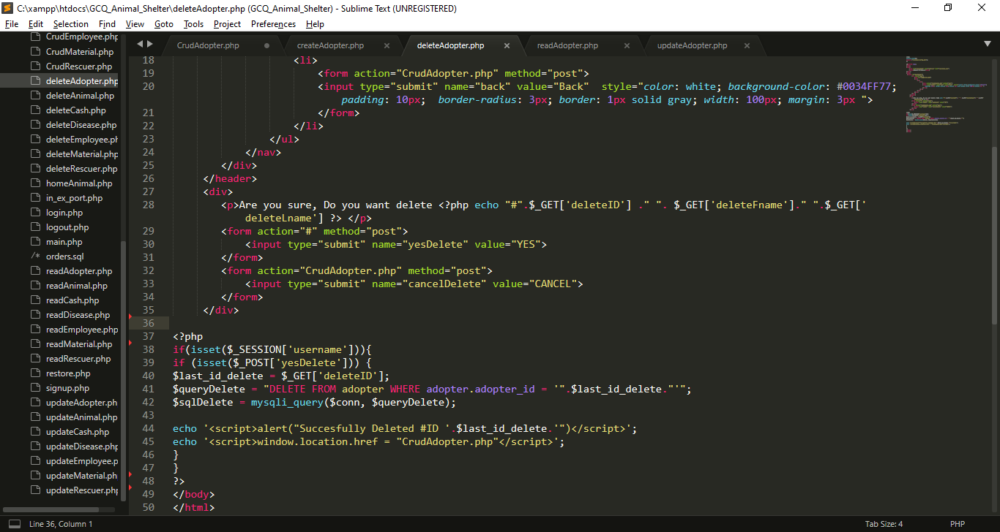 C:\xampp\htdocs\GCQ_Animal_Shelter\deleteAdopter.php (GCQ_Animal_Shelter) - Sublime Text (UNREGISTERED)
File Edit Selection Find View Goto Tools Project Preferences Help
CrudEmployee.php
CrudMaterial.php
CrudRescuer.php
deleteAdopter.php
deleteAnimal.php
deleteCash.php
deleteDisease.php
deleteEmployee.ph
deleteMaterial.php
deleteRescuer.php
homeAnimal.php
in_ex_port.php
login.php
logout.php
main.php
/* orders.sql
readAdopter.php
readAnimal.php
readCash.php
readDisease.php
readEmployee.php
readMaterial.php
readRescuer.php
restore.php
signup.php
updateAdopter.ph
updateAnimal.php
updateCash.php
updateDisease.php
updateEmployee.p
updateMaterial.ph
updateRescuer.php
CrudAdopter.php createAdopter.php deleteAdopter.php readAdopter.php updateAdopter.php
18 <li>
19 <form action="CrudAdopter.php" method="post">
20 <input type="submit" name="back" value="Back"  style="color: white; background-color: #0034FF77;
padding: 10px;  border-radius: 3px; border: 1px solid gray; width: 100px; margin: 3px ">
21 </form>
22 </li>
23 </ul>
24 </nav>
25 </div>
26 </header>
27 <div>
28 <p>Are you sure, Do you want delete <?php echo "#".$_GET['deleteID'] ." ". $_GET['deleteFname']." ".$_GET['
deleteLname'] ?> </p>
29 <form action="#" method="post">
30 <input type="submit" name="yesDelete" value="YES">
31 </form>
32 <form action="CrudAdopter.php" method="post">
33 <input type="submit" name="cancelDelete" value="CANCEL">
34 </form>
35 </div>
36
37 <?php
38 if(isset($_SESSION['username'])){
39 if (isset($_POST['yesDelete'])) {
40 $last_id_delete = $_GET['deleteID'];
41 $queryDelete = "DELETE FROM adopter WHERE adopter.adopter_id = '".$last_id_delete."'";
42 $sqlDelete = mysqli_query($conn, $queryDelete);
43
44 echo '<script>alert("Succesfully Deleted #ID '.$last_id_delete.'")</script>';
45 echo '<script>window.location.href = "CrudAdopter.php"</script>';
46 }
47 }
48 ?>
49 </body>
50 </html>
Line 36, Column 1 Tab Size: 4 PHP